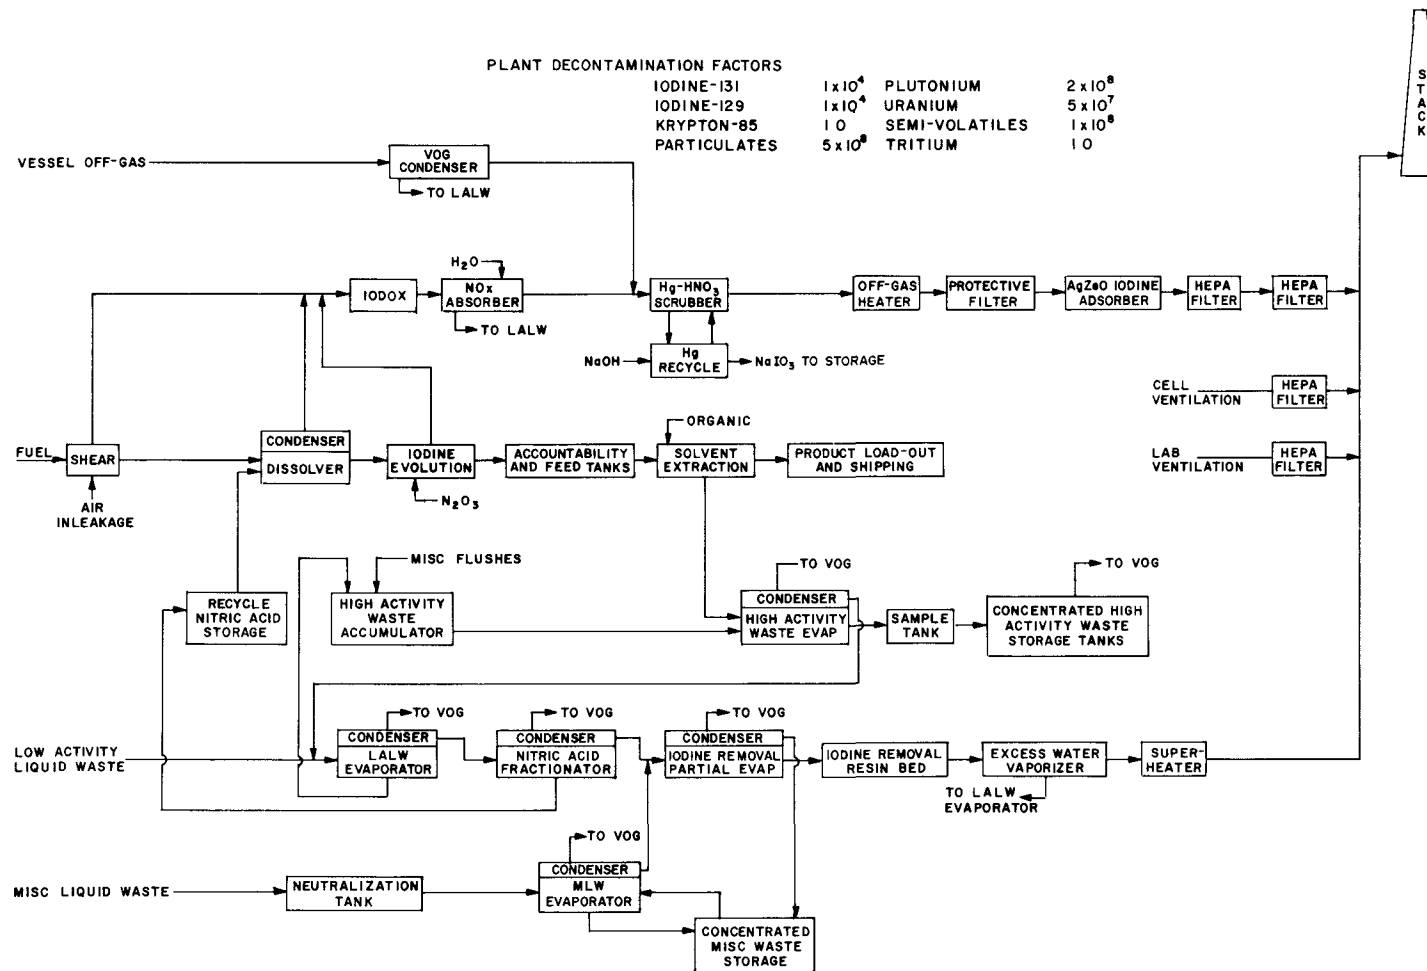 PLANT DECONTAMINATION FACTORS
IODINE-131 1x10⁴ PLUTONIUM 2x10⁸
IODINE-129 1x10⁴ URANIUM 5x10⁷
KRYPTON-85 1 0 SEMI-VOLATILES 1x10⁸
PARTICULATES 5x10⁸ TRITIUM 1 0
STACK
VESSEL OFF-GAS
VOG
CONDENSER
TO LALW
H₂O
IODOX
NOx
ABSORBER
TO LALW
Hg-HNO₃
SCRUBBER
OFF-GAS
HEATER
PROTECTIVE
FILTER
AgZeO IODINE
ADSORBER
HEPA
FILTER
HEPA
FILTER
NaOH
Hg
RECYCLE
NaIO₃ TO STORAGE
CELL
VENTILATION
HEPA
FILTER
FUEL
SHEAR
AIR
INLEAKAGE
CONDENSER
DISSOLVER
IODINE
EVOLUTION
N₂O₃
ACCOUNTABILITY
AND FEED TANKS
ORGANIC
SOLVENT
EXTRACTION
PRODUCT LOAD-OUT
AND SHIPPING
LAB
VENTILATION
HEPA
FILTER
MISC FLUSHES
RECYCLE
NITRIC ACID
STORAGE
HIGH ACTIVITY
WASTE
ACCUMULATOR
TO VOG
CONDENSER
HIGH ACTIVITY
WASTE EVAP
SAMPLE
TANK
TO VOG
CONCENTRATED HIGH
ACTIVITY WASTE
STORAGE TANKS
LOW ACTIVITY
LIQUID WASTE
TO VOG
CONDENSER
LALW
EVAPORATOR
TO VOG
CONDENSER
NITRIC ACID
FRACTIONATOR
TO VOG
CONDENSER
IODINE REMOVAL
PARTIAL EVAP
IODINE REMOVAL
RESIN BED
EXCESS WATER
VAPORIZER
TO LALW
EVAPORATOR
SUPER-
HEATER
MISC LIQUID WASTE
NEUTRALIZATION
TANK
TO VOG
CONDENSER
MLW
EVAPORATOR
CONCENTRATED
MISC WASTE
STORAGE